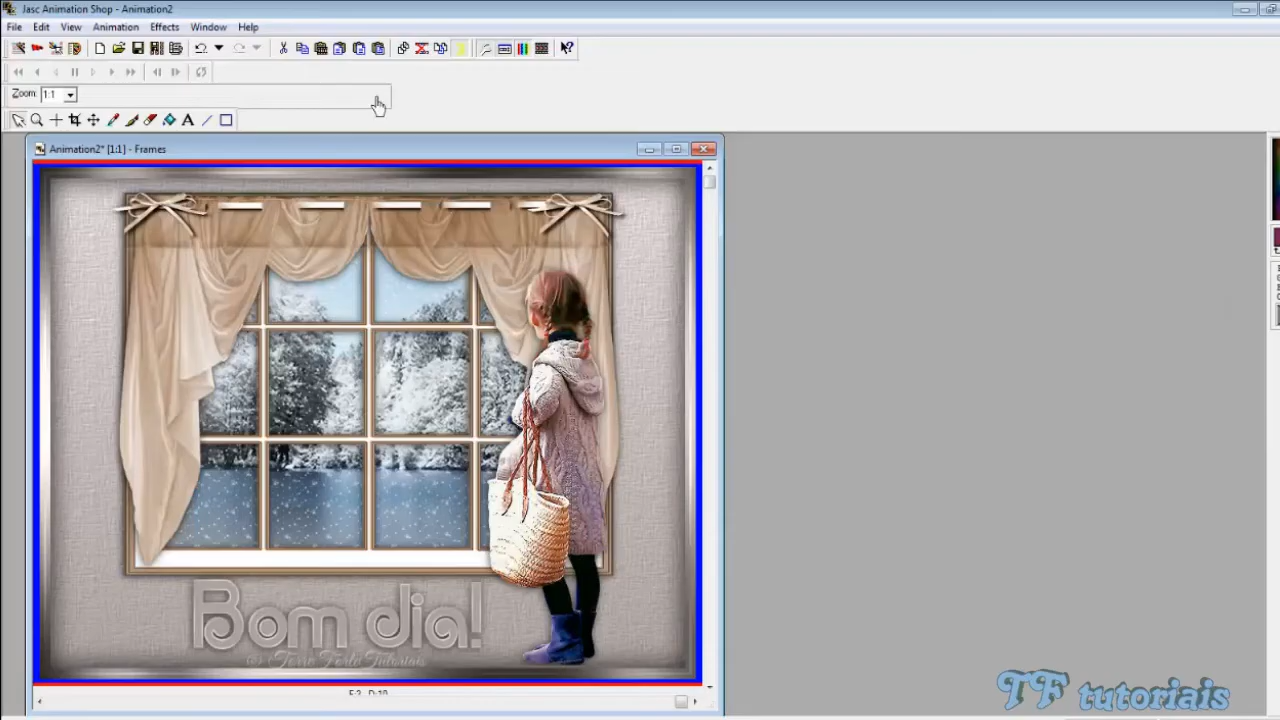 Jasc Animation Shop - Animation2
File Edit View Animation Effects Window Help
Zoom: 1:1
Animation2* [1:1] - Frames
Bom dia!
TF tutoriais